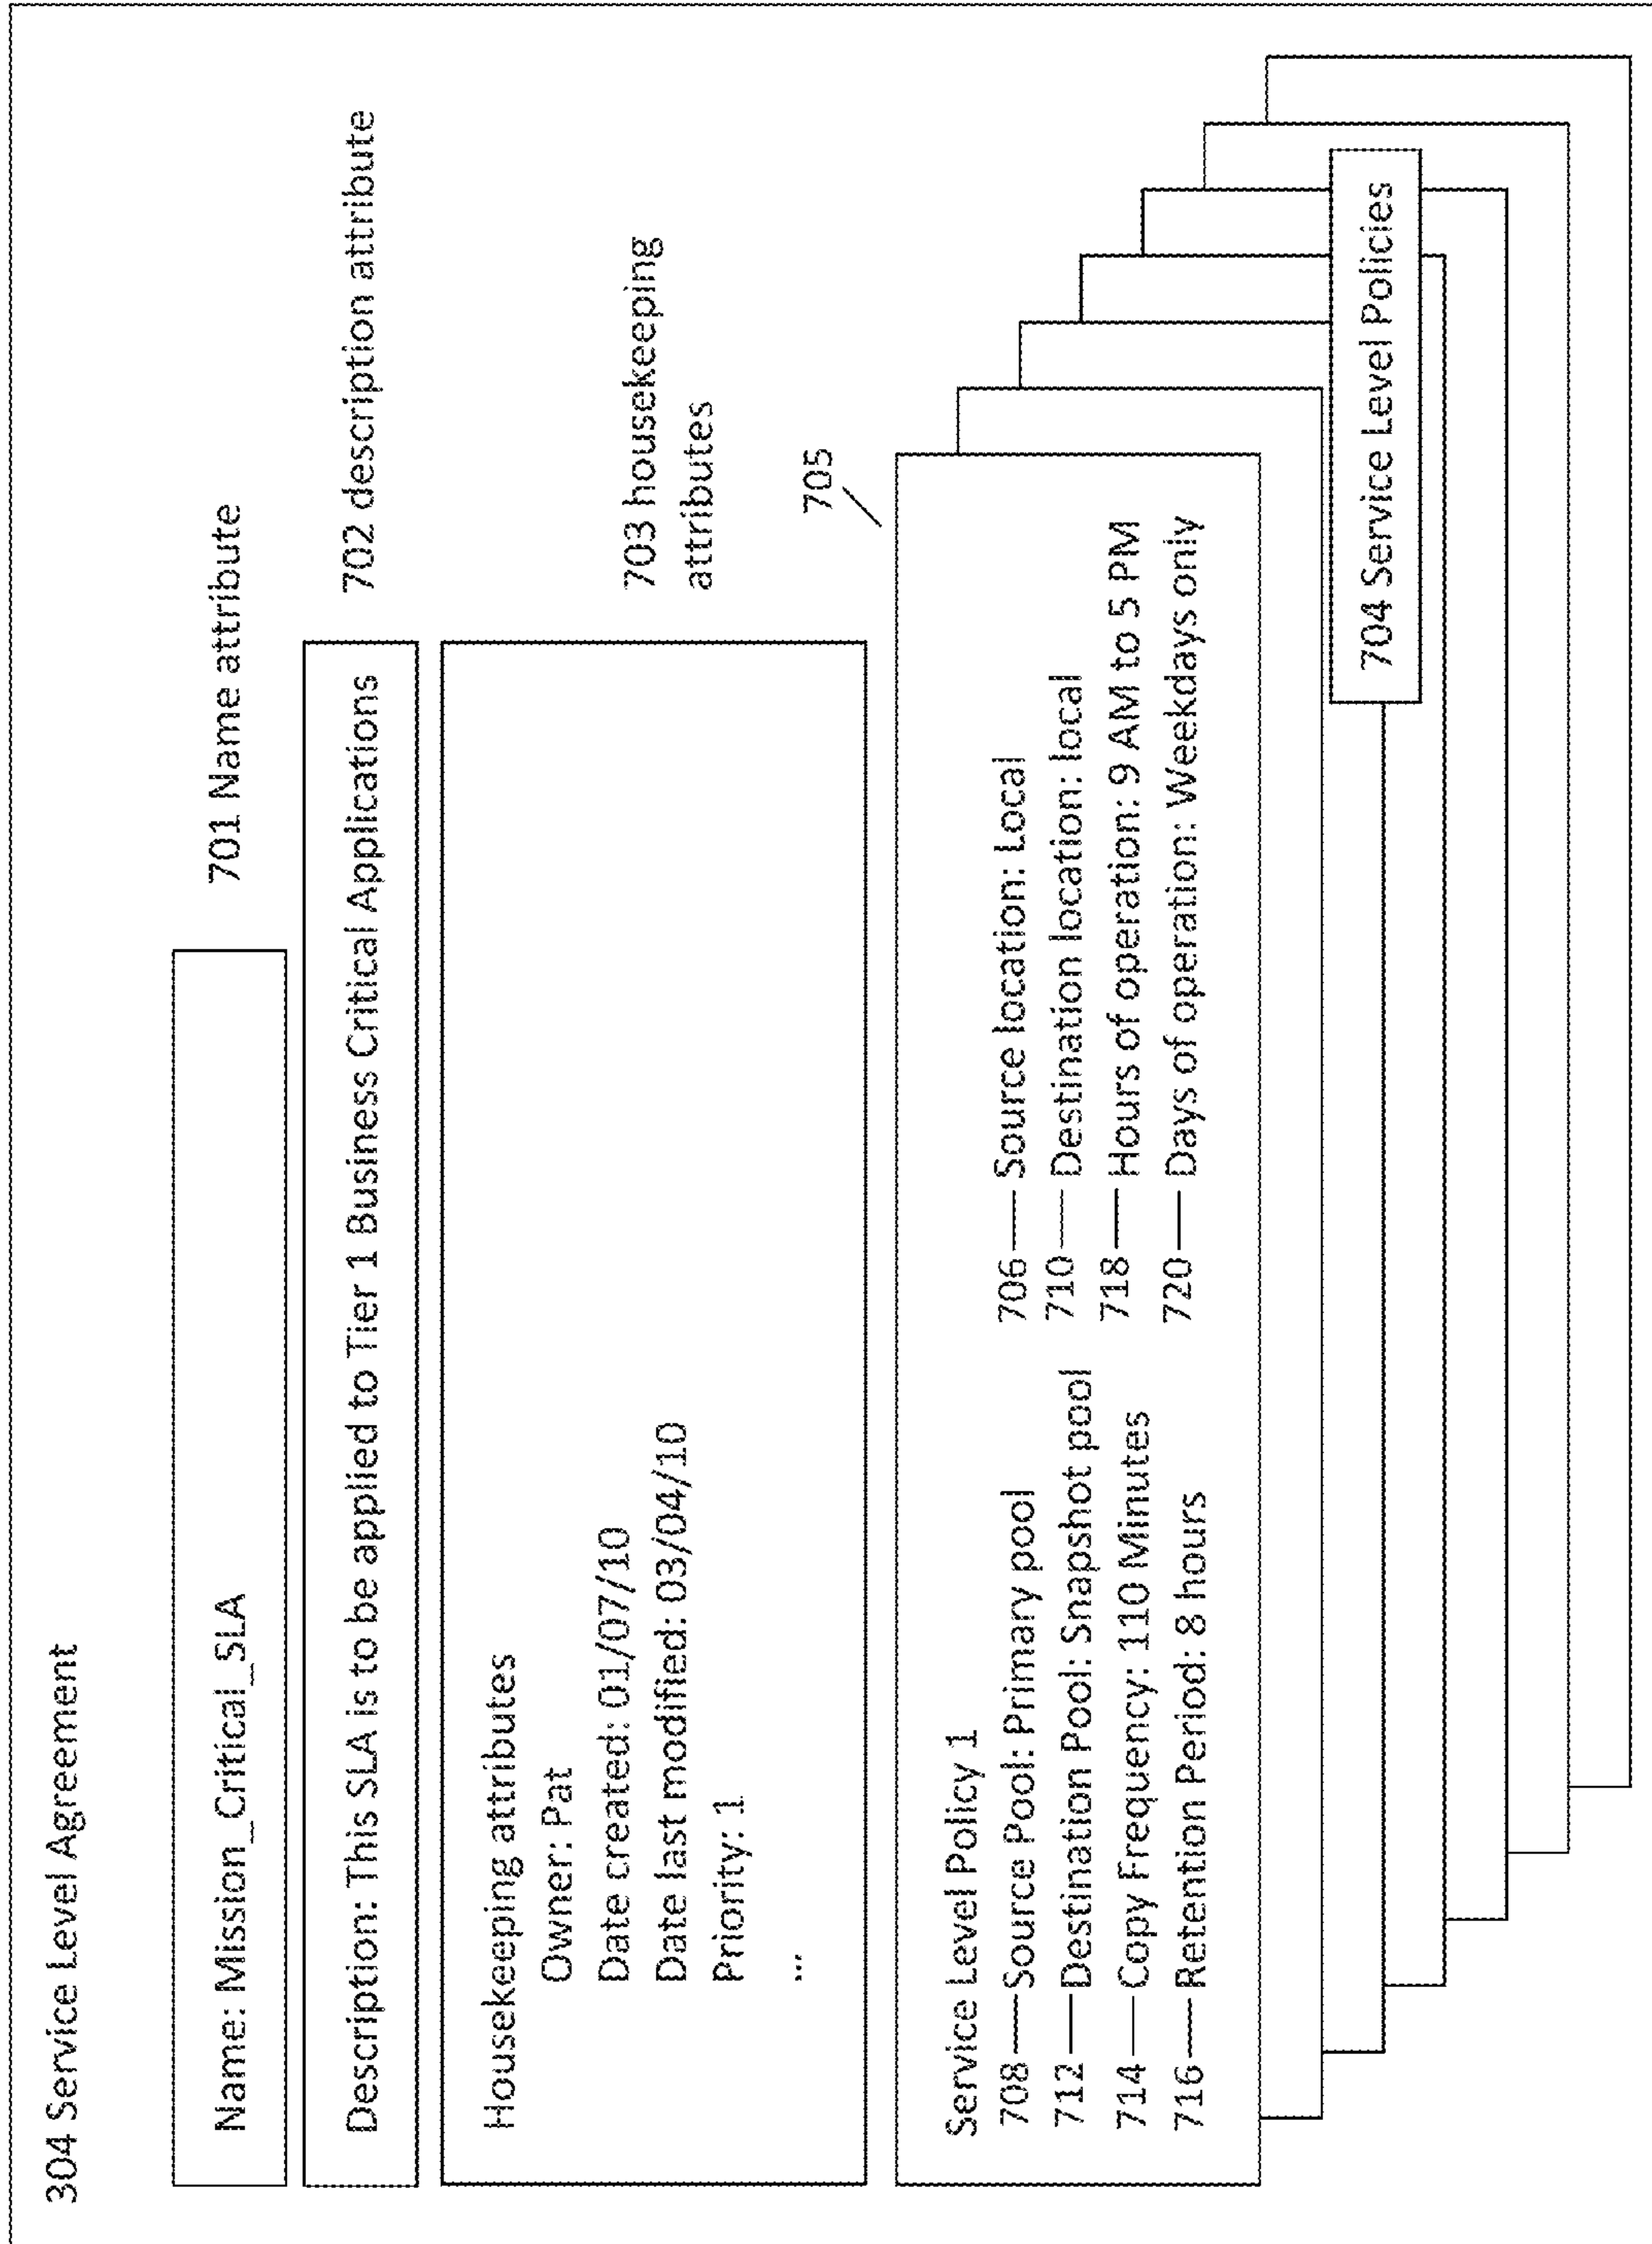 304 Service Level Agreement
Name: Mission_Critical_SLA
701 Name attribute
Description: This SLA is to be applied to Tier 1 Business Critical Applications
702 description attribute
Housekeeping attributes
Owner: Pat
Date created: 01/07/10
Date last modified: 03/04/10
Priority: 1
...
703 housekeeping
attributes
705
Service Level Policy 1
708 Source Pool: Primary pool
712 Destination Pool: Snapshot pool
714 Copy Frequency: 110 Minutes
716 Retention Period: 8 hours
706 Source location: Local
710 Destination location: local
718 Hours of operation: 9 AM to 5 PM
720 Days of operation: Weekdays only
704 Service Level Policies